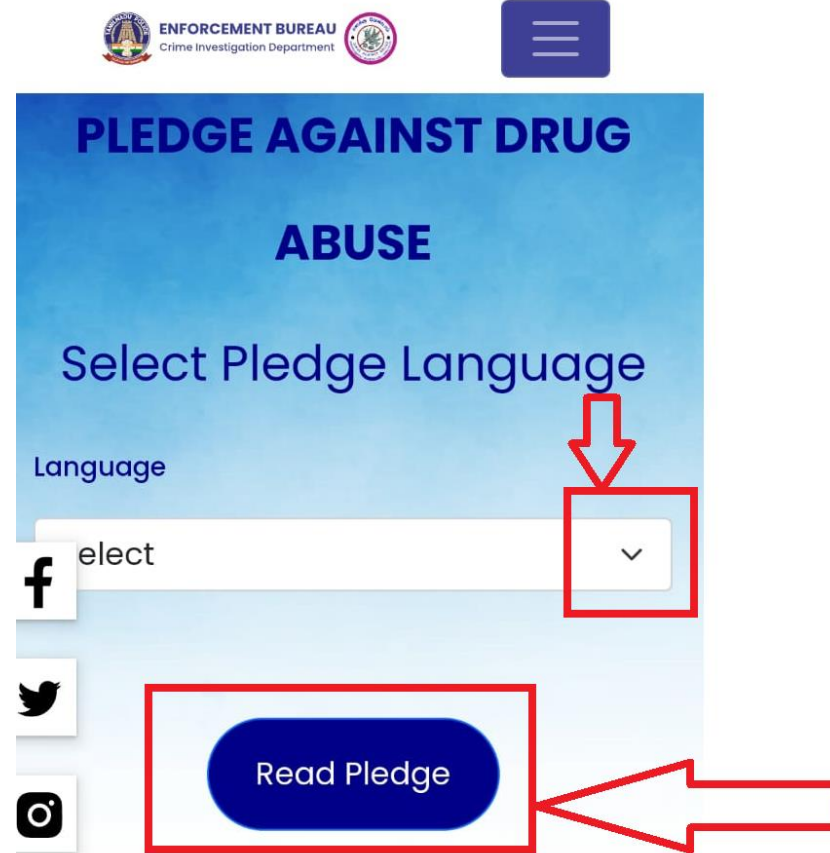 ENFORCEMENT BUREAU
Crime Investigation Department
PLEDGE AGAINST DRUG
ABUSE
Select Pledge Language
Language
elect
Read Pledge